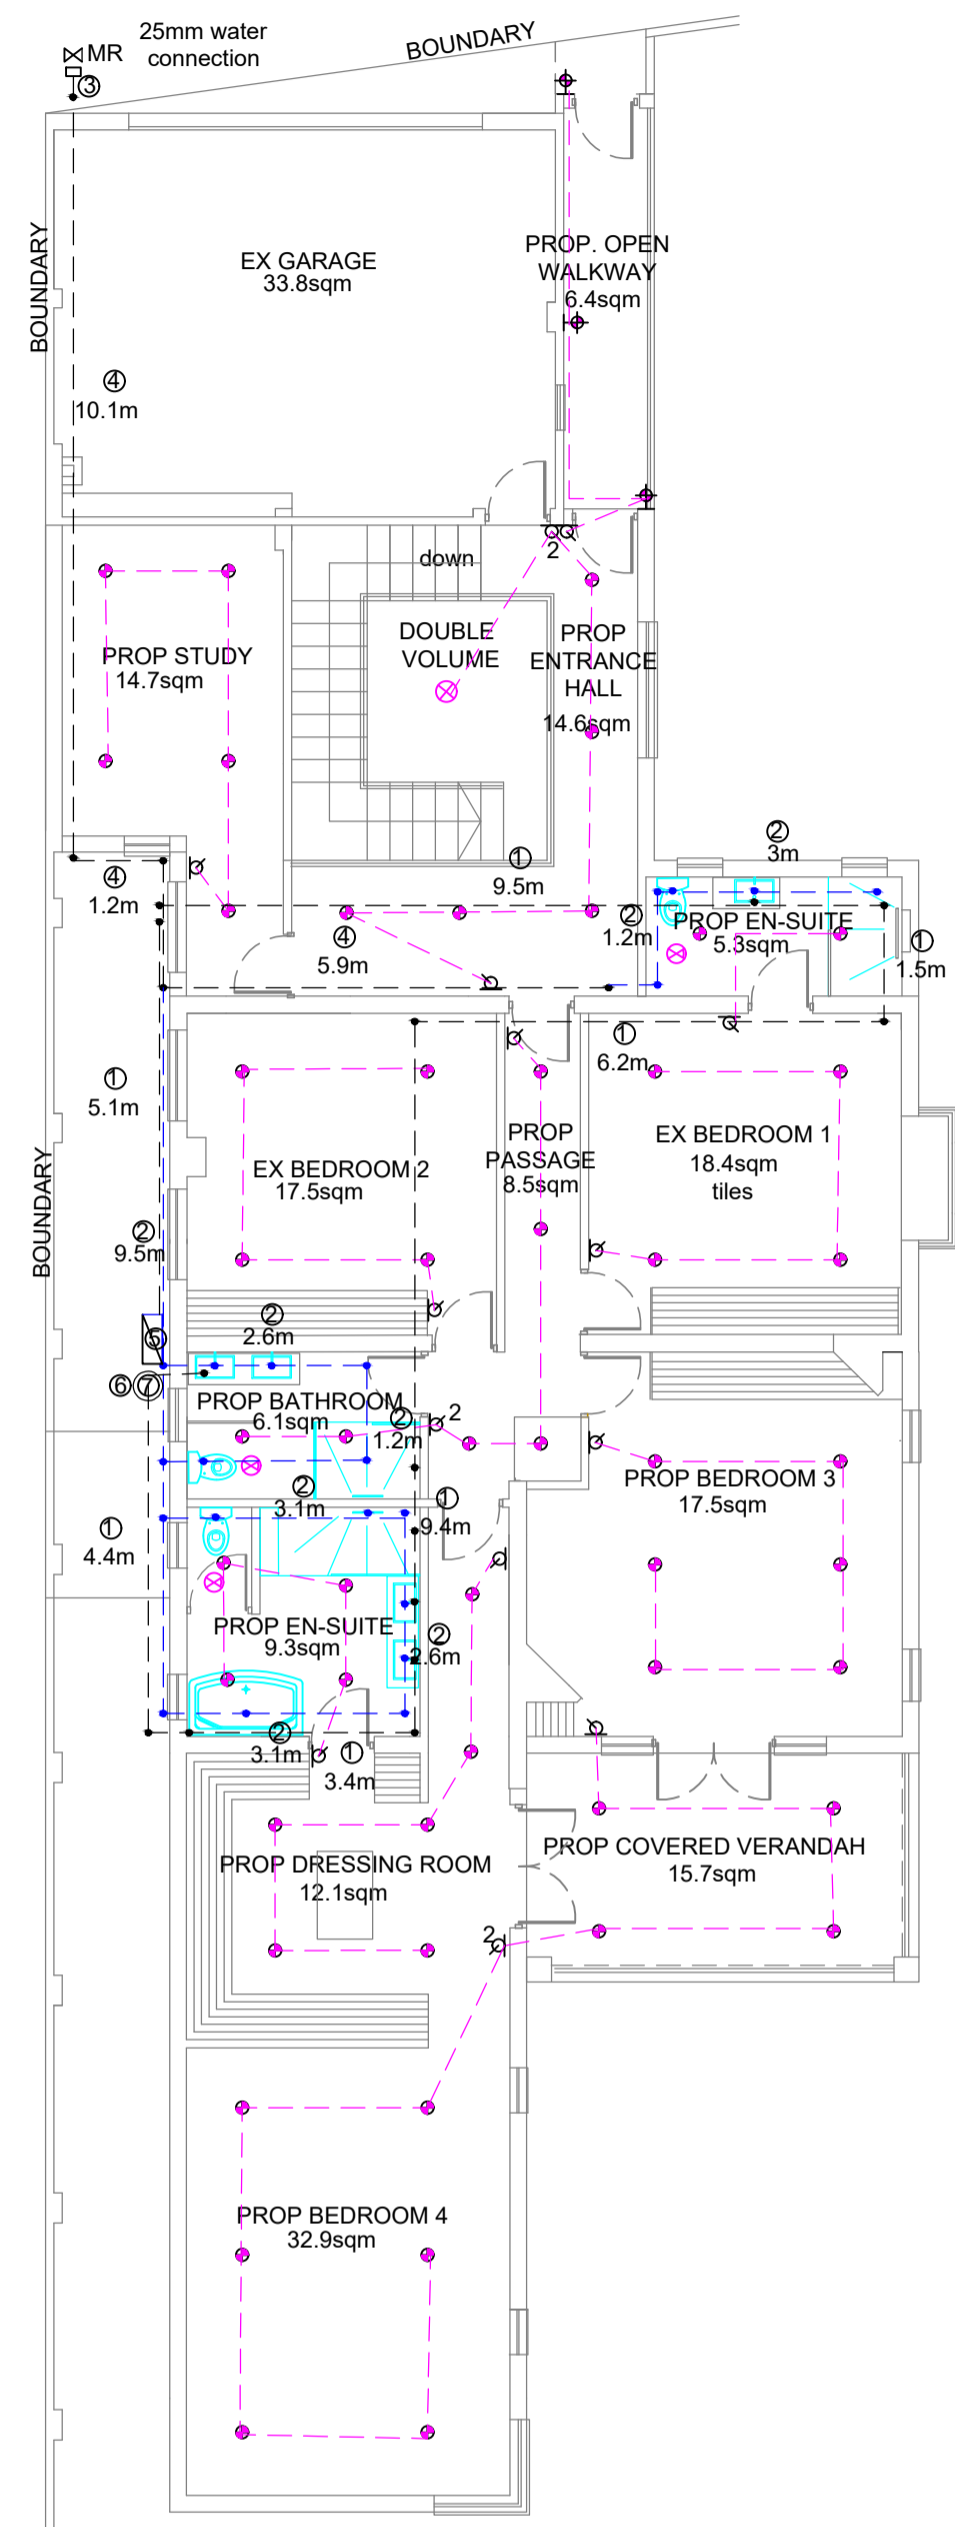 25mm water
connection
MR
BOUNDARY
3
BOUNDARY
EX GARAGE
33.8sqm
PROP. OPEN
WALKWAY
6.4sqm
4
10.1m
down
2
DOUBLE
VOLUME
PROP
ENTRANCE
HALL
14.6sqm
PROP STUDY
14.7sqm
2
3m
1
9.5m
4
1.2m
2
1.2m
PROP EN-SUITE
5.3sqm
1
1.5m
4
5.9m
1
6.2m
1
5.1m
PROP
PASSAGE
8.5sqm
EX BEDROOM 1
18.4sqm
tiles
EX BEDROOM 2
17.5sqm
BOUNDARY
2
9.5m
2
2.6m
5
6 7
PROP BATHROOM
6.1sqm
2
1.2m
2
PROP BEDROOM 3
17.5sqm
2
3.1m
1
9.4m
1
4.4m
PROP EN-SUITE
9.3sqm
2
2.6m
2
3.1m
1
3.4m
PROP COVERED VERANDAH
15.7sqm
PROP DRESSING ROOM
12.1sqm
2
PROP BEDROOM 4
32.9sqm